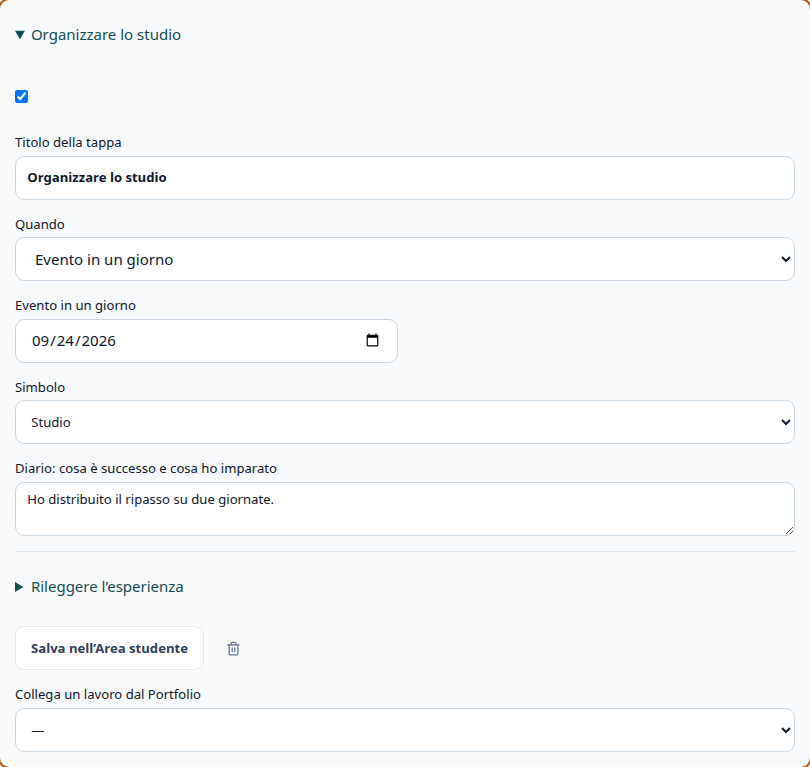 Organizzare lo studio
Titolo della tappa
Organizzare lo studio
Quando
Evento in un giorno
Evento in un giorno
09/24/2026
Simbolo
Studio
Diario: cosa è successo e cosa ho imparato
Ho distribuito il ripasso su due giornate.
Rileggere l’esperienza
Salva nell’Area studente
Collega un lavoro dal Portfolio
—